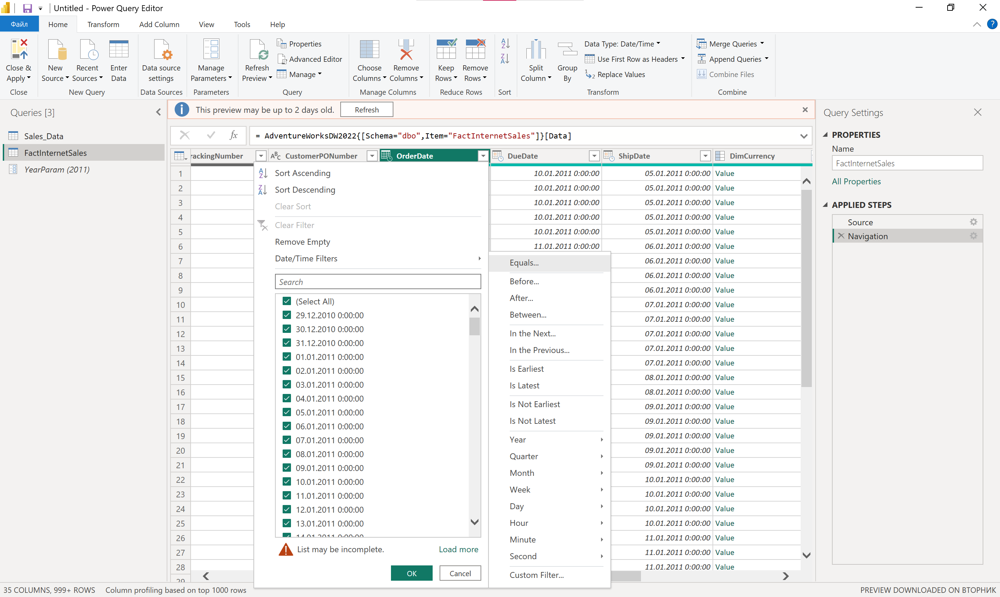 Untitled - Power Query Editor
Файл Home Transform Add Column View Tools Help
Close & Apply
New Source
Recent Sources
Enter Data
Data source settings
Manage Parameters
Refresh Preview
Properties
Advanced Editor
Manage
Choose Columns
Remove Columns
Keep Rows
Remove Rows
Split Column
Group By
Data Type: Date/Time
Use First Row as Headers
Replace Values
Merge Queries
Append Queries
Combine Files
Close New Query Data Sources Parameters Query Manage Columns Reduce Rows Sort Transform Combine
Queries [3]
Sales_Data
FactInternetSales
YearParam (2011)
This preview may be up to 2 days old. Refresh
fx = AdventureWorksDW2022{[Schema="dbo",Item="FactInternetSales"]}[Data]
rackingNumber CustomerPONumber OrderDate DueDate ShipDate DimCurrency
1 10.01.2011 0:00:00 05.01.2011 0:00:00 Value
2 10.01.2011 0:00:00 05.01.2011 0:00:00 Value
3 10.01.2011 0:00:00 05.01.2011 0:00:00 Value
4 10.01.2011 0:00:00 05.01.2011 0:00:00 Value
5 10.01.2011 0:00:00 05.01.2011 0:00:00 Value
6 11.01.2011 0:00:00 06.01.2011 0:00:00 Value
7 06.01.2011 0:00:00 Value
8 06.01.2011 0:00:00 Value
9 06.01.2011 0:00:00 Value
10 07.01.2011 0:00:00 Value
11 07.01.2011 0:00:00 Value
12 07.01.2011 0:00:00 Value
13 07.01.2011 0:00:00 Value
14 07.01.2011 0:00:00 Value
15 08.01.2011 0:00:00 Value
16 08.01.2011 0:00:00 Value
17 09.01.2011 0:00:00 Value
18 09.01.2011 0:00:00 Value
19 09.01.2011 0:00:00 Value
20 09.01.2011 0:00:00 Value
21 09.01.2011 0:00:00 Value
22 10.01.2011 0:00:00 Value
23 10.01.2011 0:00:00 Value
24 10.01.2011 0:00:00 Value
25 10.01.2011 0:00:00 Value
26 11.01.2011 0:00:00 Value
27 11.01.2011 0:00:00 Value
28 11.01.2011 0:00:00 Value
29
Sort Ascending
Sort Descending
Clear Sort
Clear Filter
Remove Empty
Date/Time Filters
Search
(Select All)
29.12.2010 0:00:00
30.12.2010 0:00:00
31.12.2010 0:00:00
01.01.2011 0:00:00
02.01.2011 0:00:00
03.01.2011 0:00:00
04.01.2011 0:00:00
05.01.2011 0:00:00
06.01.2011 0:00:00
07.01.2011 0:00:00
08.01.2011 0:00:00
09.01.2011 0:00:00
10.01.2011 0:00:00
11.01.2011 0:00:00
12.01.2011 0:00:00
13.01.2011 0:00:00
14.01.2011 0:00:00
List may be incomplete. Load more
OK Cancel
Equals...
Before...
After...
Between...
In the Next...
In the Previous...
Is Earliest
Is Latest
Is Not Earliest
Is Not Latest
Year
Quarter
Month
Week
Day
Hour
Minute
Second
Custom Filter...
Query Settings
PROPERTIES
Name
FactInternetSales
All Properties
APPLIED STEPS
Source
Navigation
35 COLUMNS, 999+ ROWS Column profiling based on top 1000 rows PREVIEW DOWNLOADED ON ВТОРНИК